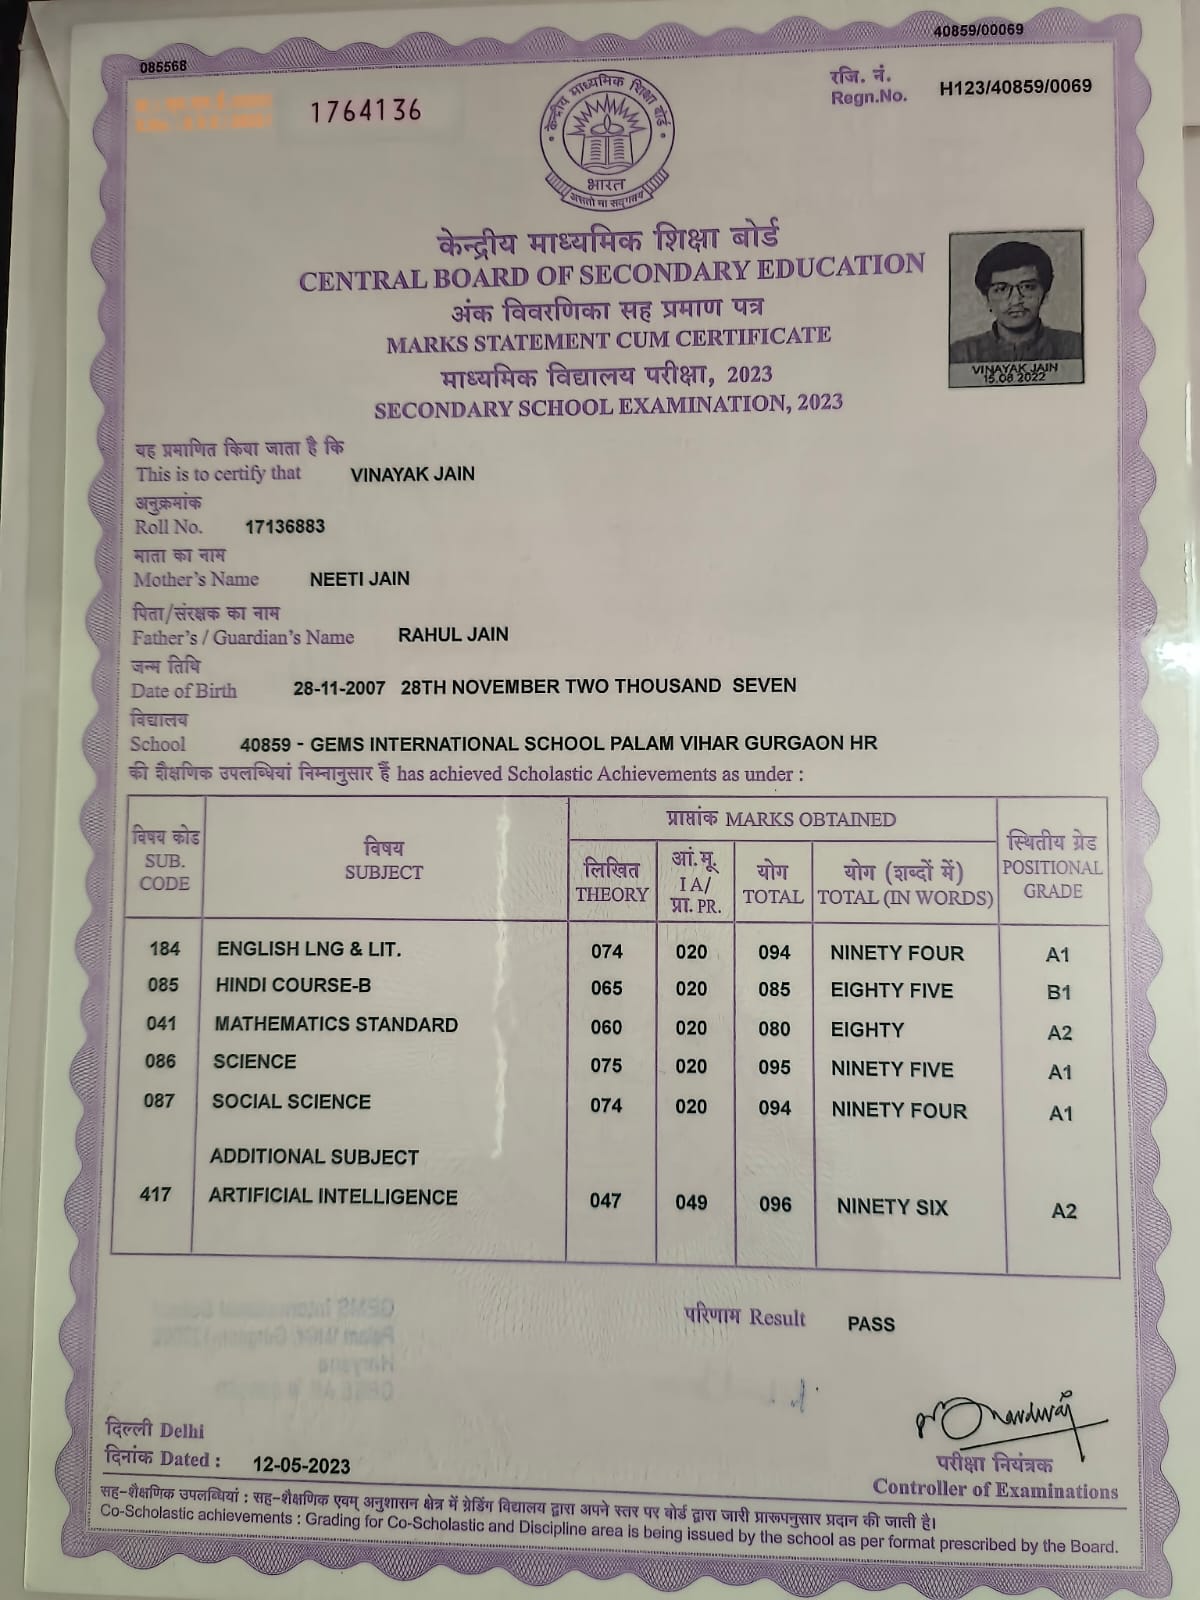 40859/00069
085568
1764136
रजि. नं.
Regn.No. H123/40859/0069
केन्द्रीय माध्यमिक शिक्षा बोर्ड
भारत
असतो मा सद्गमय
केन्द्रीय माध्यमिक शिक्षा बोर्ड
CENTRAL BOARD OF SECONDARY EDUCATION
अंक विवरणिका सह प्रमाण पत्र
MARKS STATEMENT CUM CERTIFICATE
माध्यमिक विद्यालय परीक्षा, 2023
SECONDARY SCHOOL EXAMINATION, 2023
VINAYAK JAIN
15.06.2022
यह प्रमाणित किया जाता है कि
This is to certify that VINAYAK JAIN
अनुक्रमांक
Roll No. 17136883
माता का नाम
Mother's Name NEETI JAIN
पिता/संरक्षक का नाम
Father's / Guardian's Name RAHUL JAIN
जन्म तिथि
Date of Birth 28-11-2007 28TH NOVEMBER TWO THOUSAND SEVEN
विद्यालय
School 40859 - GEMS INTERNATIONAL SCHOOL PALAM VIHAR GURGAON HR
की शैक्षणिक उपलब्धियां निम्नानुसार हैं has achieved Scholastic Achievements as under :
विषय कोड
SUB.
CODE
विषय
SUBJECT
प्राप्तांक MARKS OBTAINED
लिखित
THEORY
आं.मू.
I A/
प्रा. PR.
योग
TOTAL
योग (शब्दों में)
TOTAL (IN WORDS)
स्थितीय ग्रेड
POSITIONAL
GRADE
184 ENGLISH LNG & LIT. 074 020 094 NINETY FOUR A1
085 HINDI COURSE-B 065 020 085 EIGHTY FIVE B1
041 MATHEMATICS STANDARD 060 020 080 EIGHTY A2
086 SCIENCE 075 020 095 NINETY FIVE A1
087 SOCIAL SCIENCE 074 020 094 NINETY FOUR A1
ADDITIONAL SUBJECT
417 ARTIFICIAL INTELLIGENCE 047 049 096 NINETY SIX A2
परिणाम Result PASS
दिल्ली Delhi
दिनांक Dated : 12-05-2023
परीक्षा नियंत्रक
Controller of Examinations
सह-शैक्षणिक उपलब्धियां : सह-शैक्षणिक एवम् अनुशासन क्षेत्र में ग्रेडिंग विद्यालय द्वारा अपने स्तर पर बोर्ड द्वारा जारी प्रारूपनुसार प्रदान की जाती है।
Co-Scholastic achievements : Grading for Co-Scholastic and Discipline area is being issued by the school as per format prescribed by the Board.